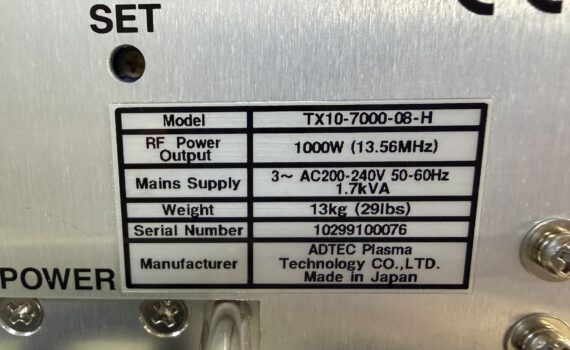 SET
Model TX10-7000-08-H
RF Power Output 1000W (13.56MHz)
Mains Supply 3~ AC200-240V 50-60Hz 1.7kVA
Weight 13kg (29lbs)
Serial Number 10299100076
Manufacturer ADTEC Plasma Technology CO.,LTD. Made in Japan
POWER